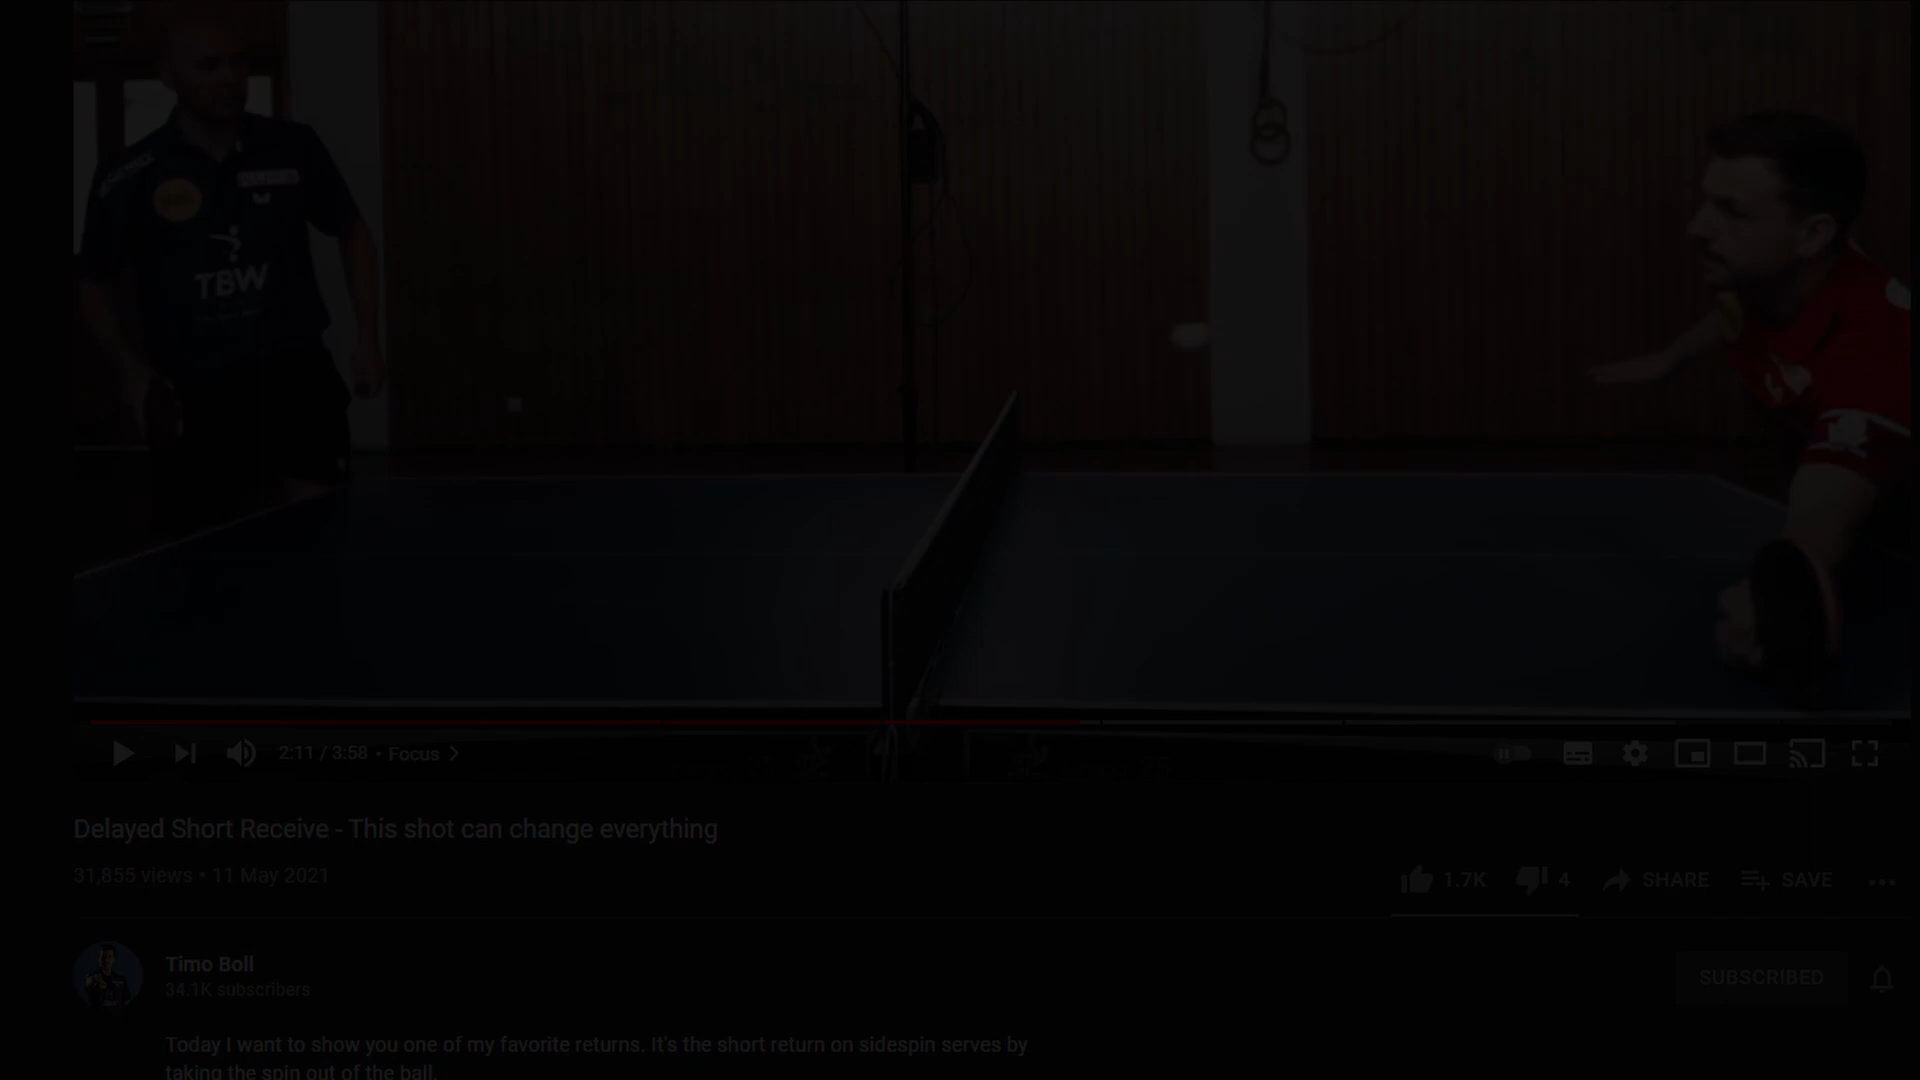 TBW
2:11 / 3:58 • Focus
Delayed Short Receive - This shot can change everything
31,855 views • 11 May 2021
1.7K
4
SHARE
SAVE
Timo Boll
34.1K subscribers
SUBSCRIBED
Today I want to show you one of my favorite returns. It's the short return on sidespin serves by
taking the spin out of the ball.